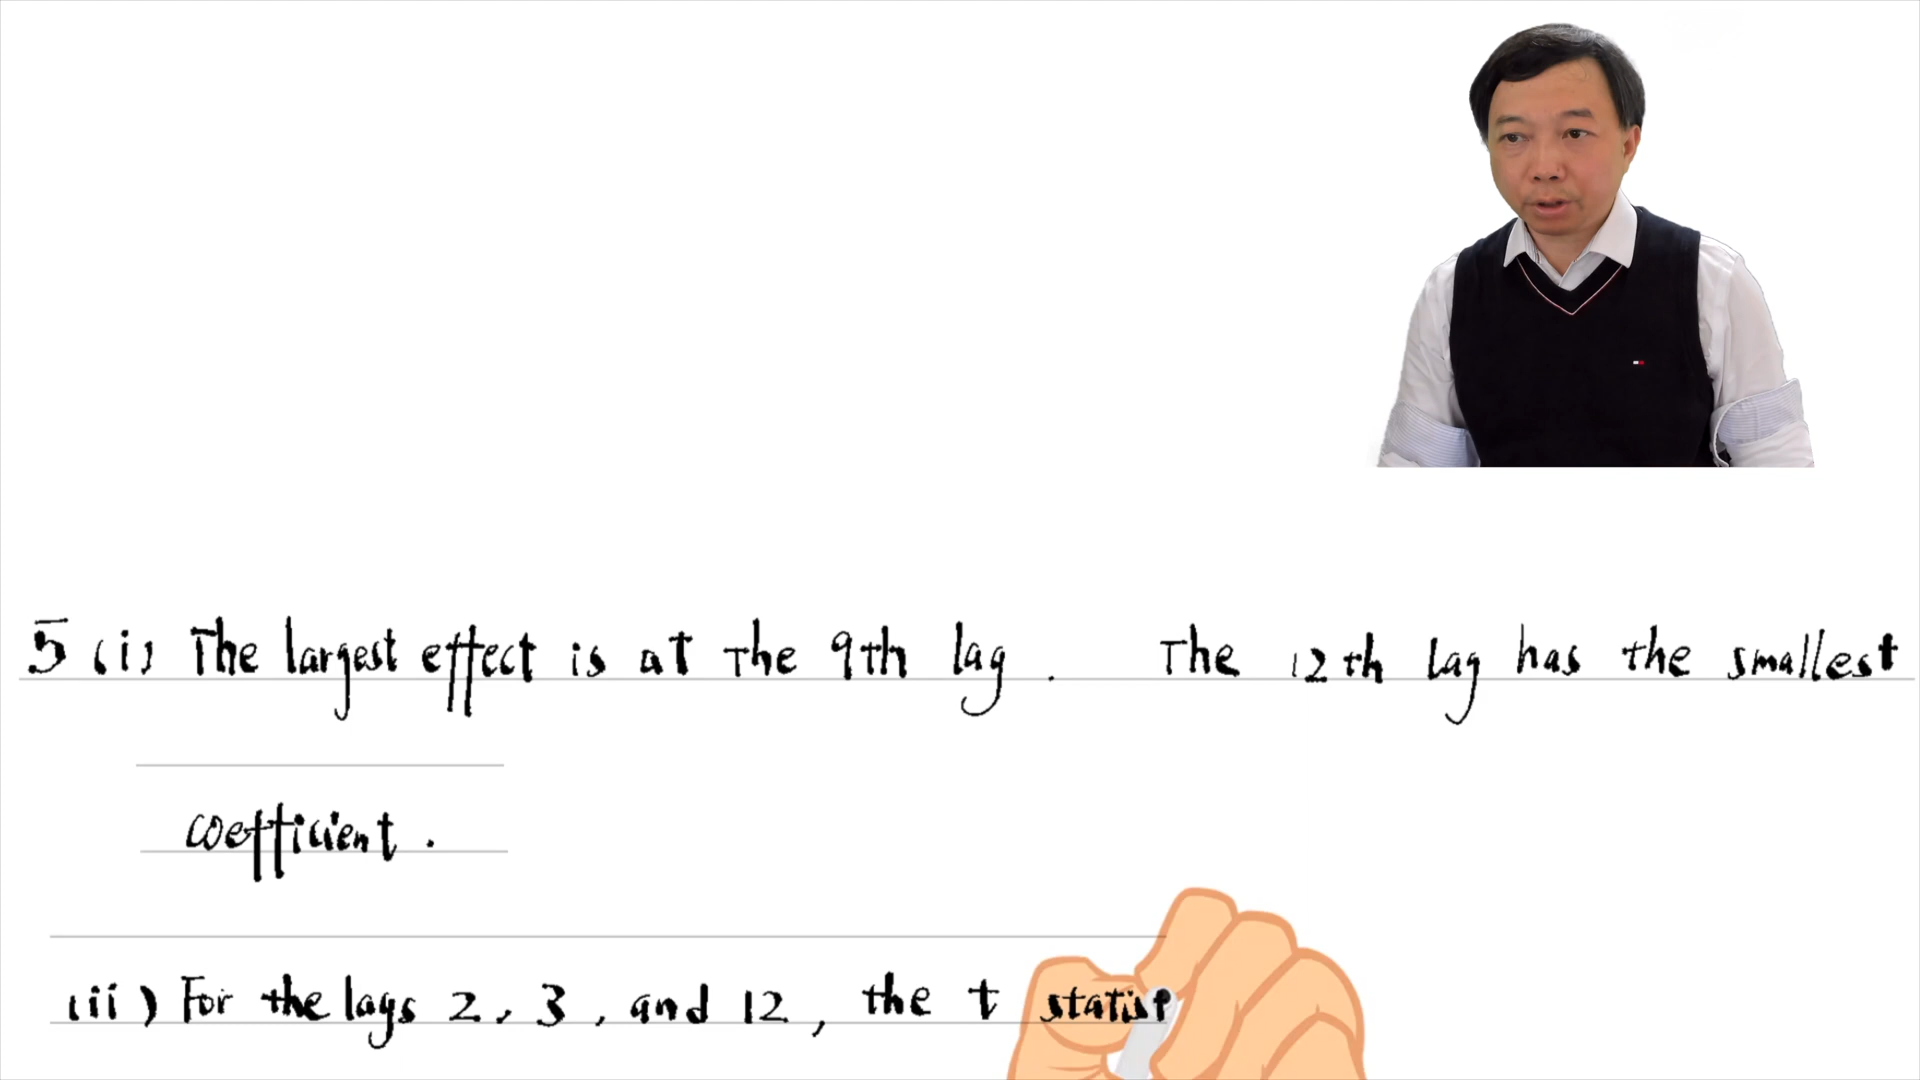 5 (i) The largest effect is at the 9th lag . The 12th lag has the smallest
coefficient .
(ii) For the lags 2, 3, and 12, the t statist